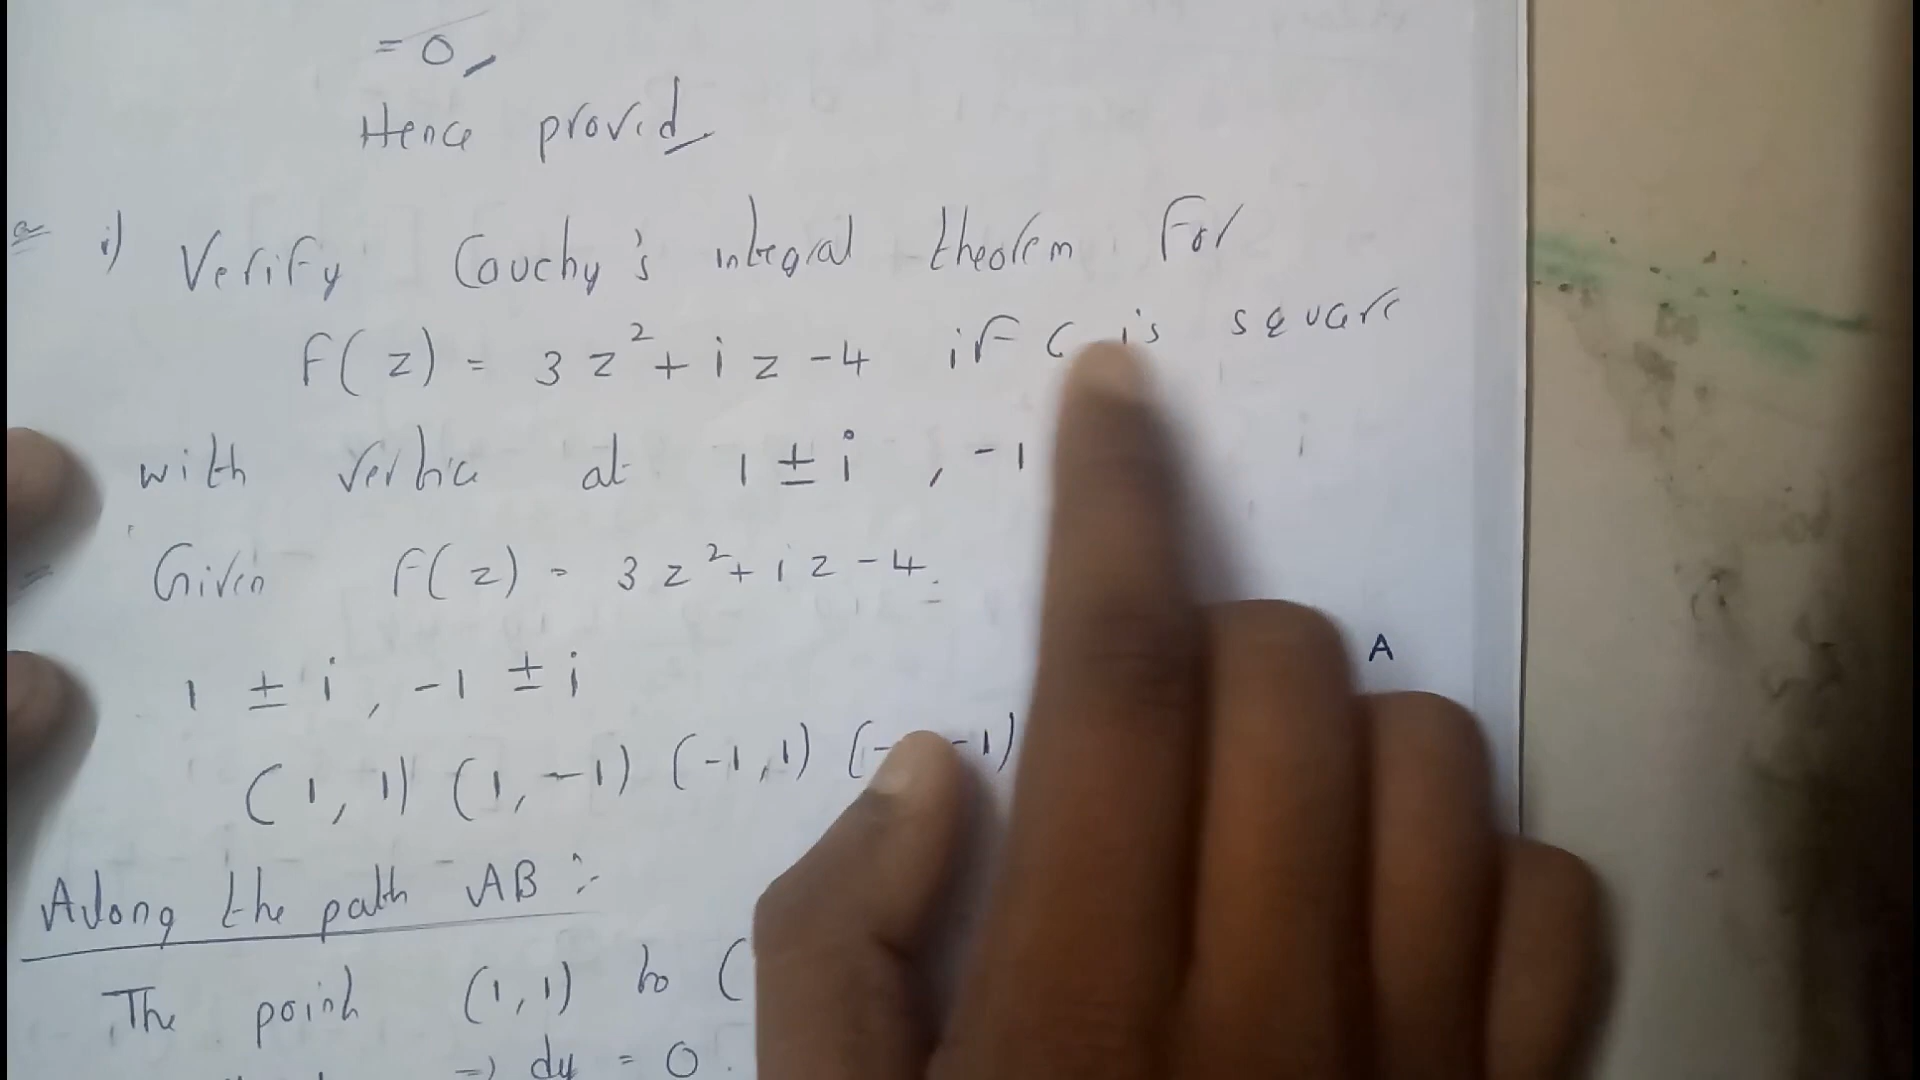 = 0,
Hence proved
i) Verify Cauchy's integral theorem for
f(z) = 3z²+iz-4 if C is square
with vertice at 1 ± i , -1 i
Given f(z) = 3z²+iz-4.
1 ± i , -1 ± i
A
(1, 1) (1, -1) (-1, 1) (- -1)
Along the path AB :-
The point (1, 1) to (
=> dy = 0.